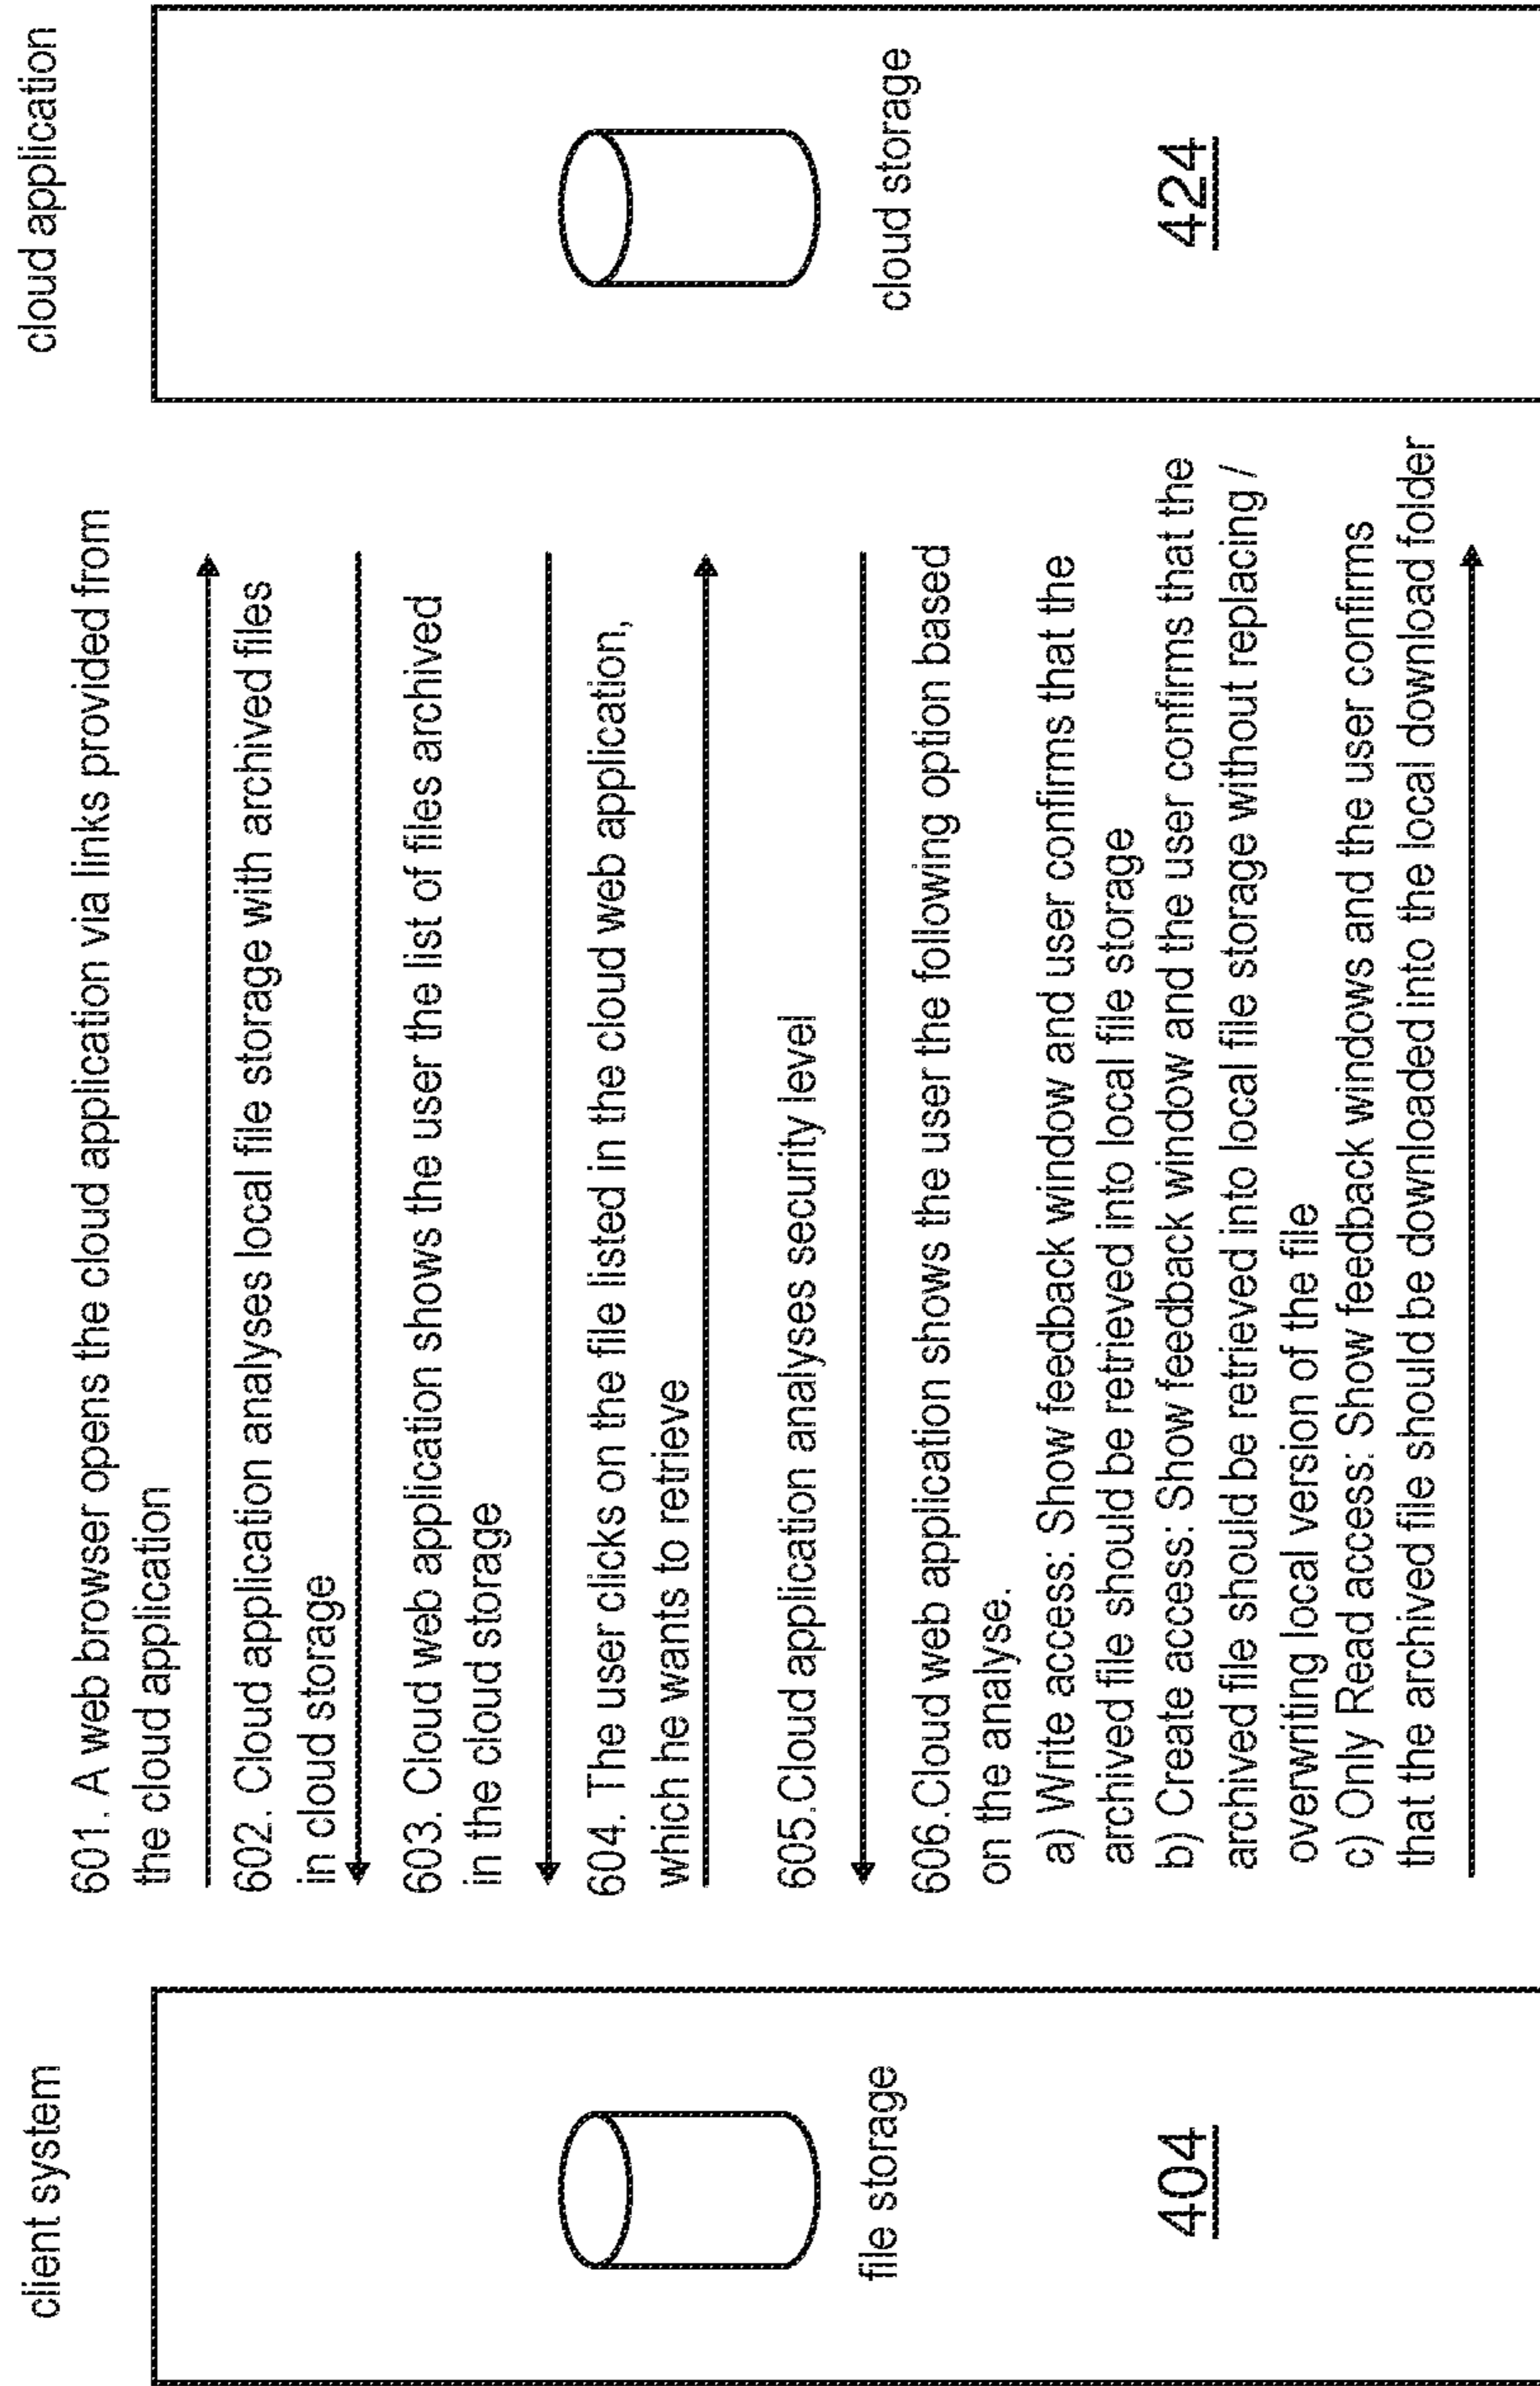 client system
cloud application
601. A web browser opens the cloud application via links provided from
the cloud application
602. Cloud application analyses local file storage with archived files
in cloud storage
603. Cloud web application shows the user the list of files archived
in the cloud storage
604. The user clicks on the file listed in the cloud web application,
which he wants to retrieve
605.Cloud application analyses security level
606.Cloud web application shows the user the following option based
on the analyse.
a) Write access: Show feedback window and user confirms that the
archived file should be retrieved into local file storage
b) Create access: Show feedback window and the user confirms that the
archived file should be retrieved into local file storage without replacing /
overwriting local version of the file
c) Only Read access: Show feedback windows and the user confirms
that the archived file should be downloaded into the local download folder
file storage
404
cloud storage
424